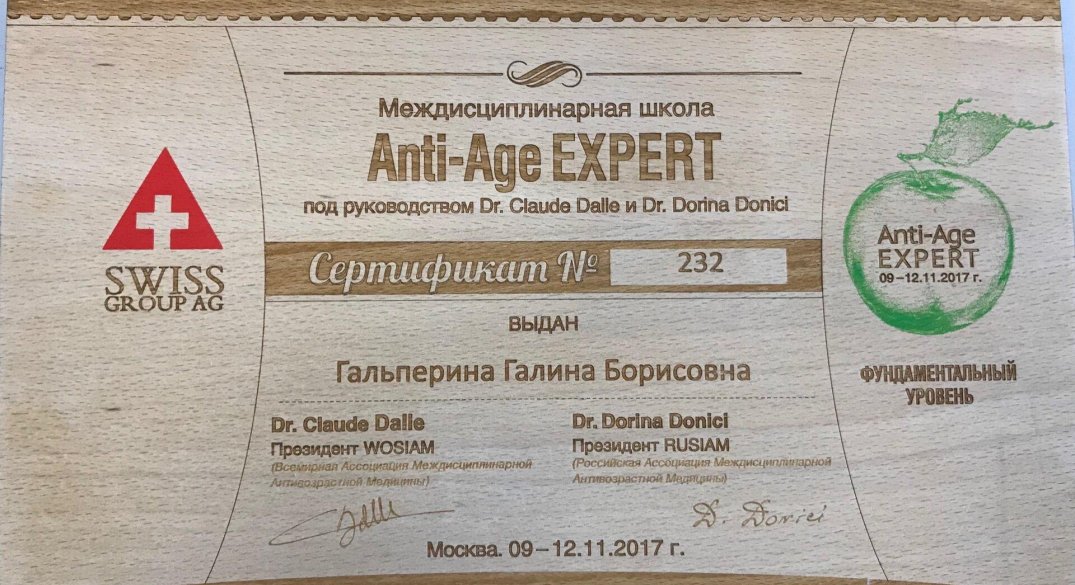 Междисциплинарная школа
Anti-Age EXPERT
под руководством Dr. Claude Dalle и Dr. Dorina Donici
SWISS
GROUP AG
Сертификат № 232
Anti-Age
EXPERT
09–12.11.2017 г.
ВЫДАН
Гальперина Галина Борисовна
ФУНДАМЕНТАЛЬНЫЙ
УРОВЕНЬ
Dr. Claude Dalle
Президент WOSIAM
(Всемирная Ассоциация Междисциплинарной
Антивозрастной Медицины)
Dr. Dorina Donici
Президент RUSIAM
(Российская Ассоциация Междисциплинарной
Антивозрастной Медицины)
D. Donici
Москва. 09–12.11.2017 г.